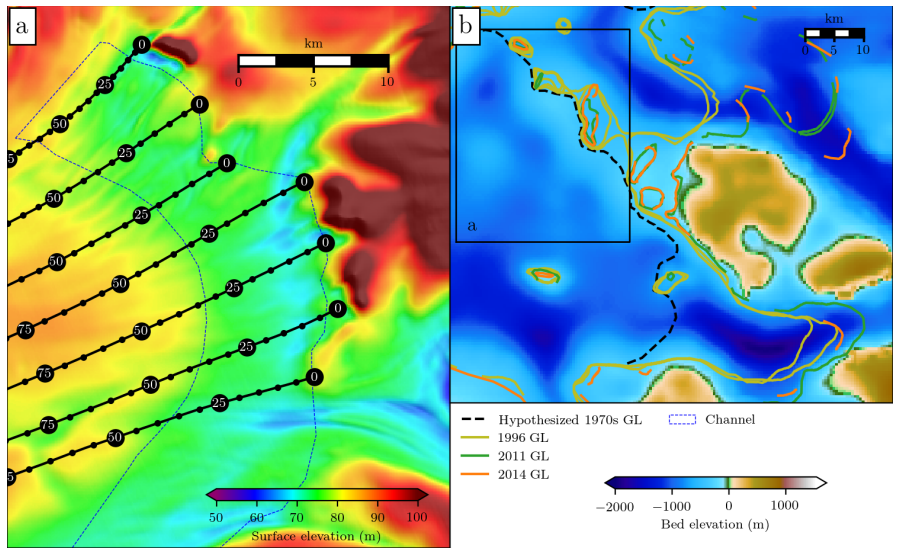 a
km
0 5 10
0
25
50
5
0
25
50
0
25
50
0
25
50
75
0
25
50
75
0
25
50
75
0
25
50
5
50 60 70 80 90 100
Surface elevation (m)
b
km
0 5 10
a
Hypothesized 1970s GL
1996 GL
2011 GL
2014 GL
Channel
−2000 −1000 0 1000
Bed elevation (m)